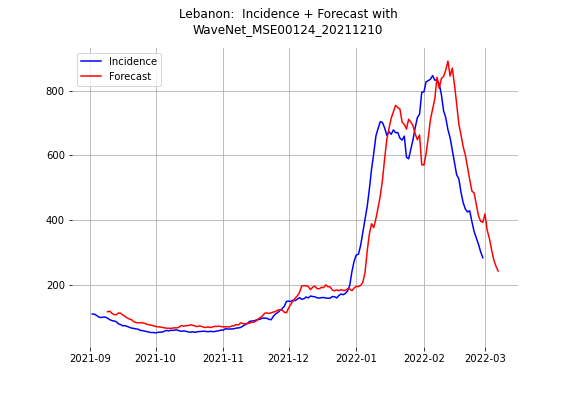 Lebanon:  Incidence + Forecast with
WaveNet_MSE00124_20211210
Incidence
Forecast
800
600
400
200
2021-09
2021-10
2021-11
2021-12
2022-01
2022-02
2022-03